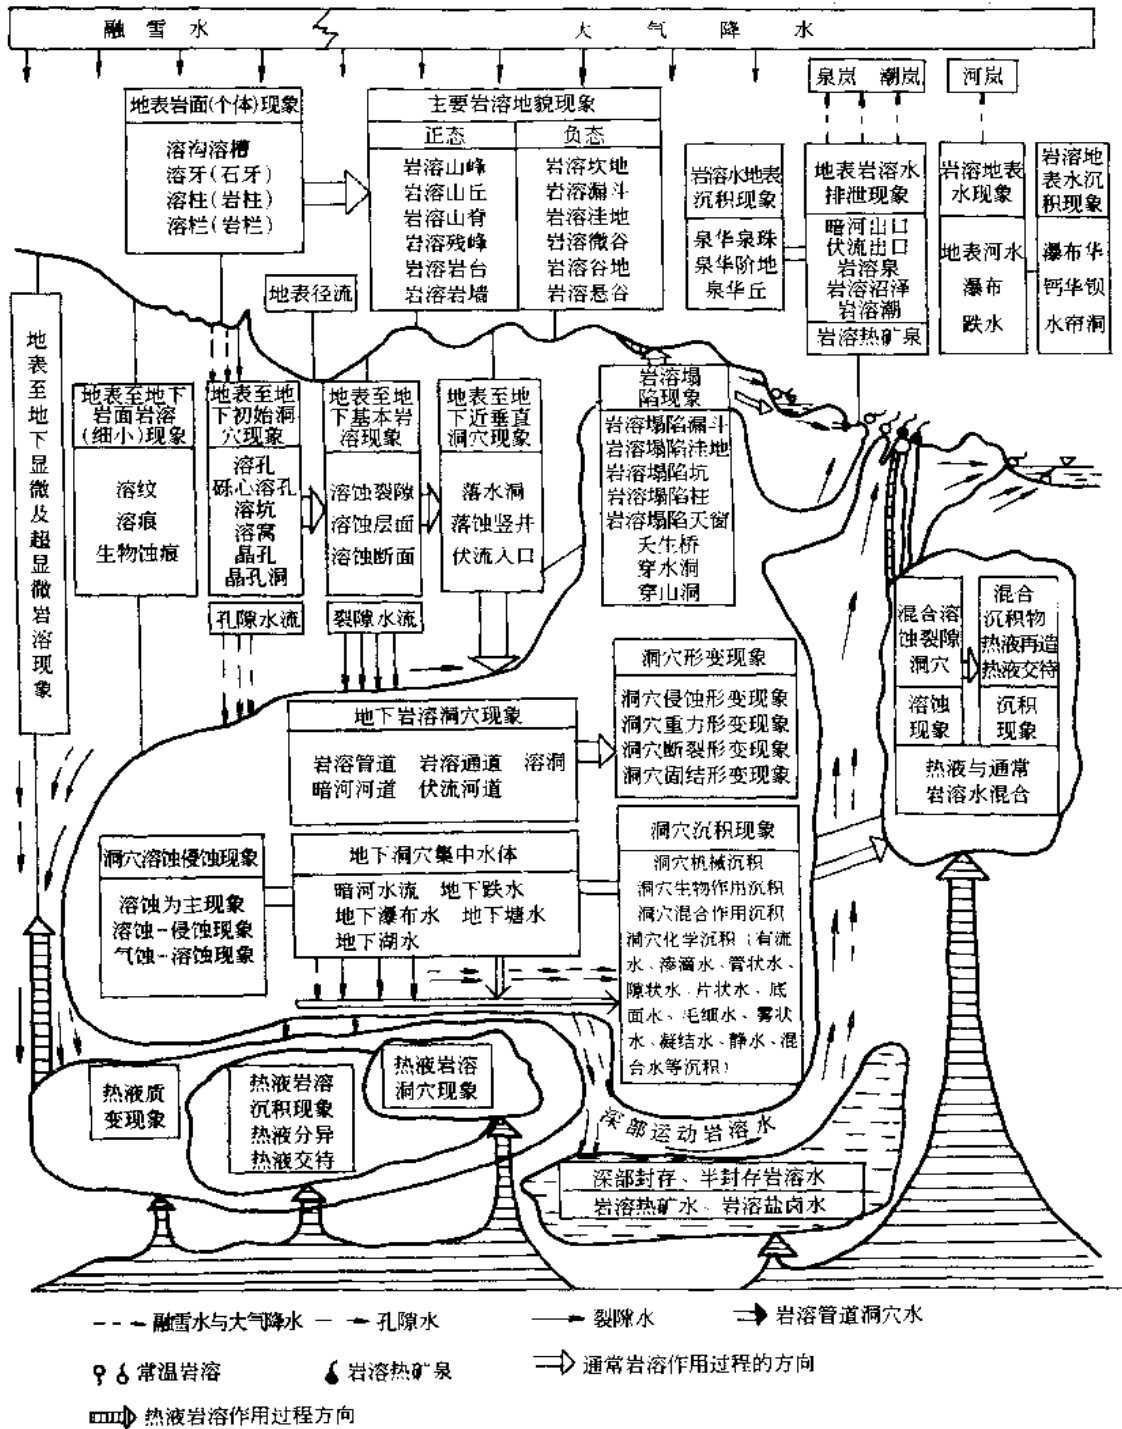 融雪水
大气降水
泉岚 潮岚
河岚
地表岩面(个体)现象
溶沟溶槽
溶牙(石牙)
溶柱(岩柱)
溶栏(岩栏)
主要岩溶地貌现象
正态 负态
岩溶山峰 岩溶坎地
岩溶山丘 岩溶漏斗
岩溶山脊 岩溶洼地
岩溶残峰 岩溶微谷
岩溶岩台 岩溶谷地
岩溶岩墙 岩溶悬谷
岩溶水地表
沉积现象
泉华泉珠
泉华阶地
泉华丘
地表岩溶水
排泄现象
暗河出口
伏流出口
岩溶泉
岩溶沼泽
岩溶潮
岩溶热矿泉
岩溶地表
水现象
地表河水
瀑布
跌水
岩溶地
表水沉
积现象
瀑布华
钙华钡
水帘洞
地表径流
地表至地下显微及超显微岩溶现象
地表至地下
岩面岩溶
(细小)现象
溶纹
溶痕
生物蚀痕
地表至地
下初始洞
穴现象
溶孔
砾心溶孔
溶坑
溶窝
晶孔
晶孔洞
地表至地
下基本岩
溶现象
溶蚀裂隙
溶蚀层面
溶蚀断面
地表至地
下近垂直
洞穴现象
落水洞
落蚀竖井
伏流入口
岩溶塌
陷现象
岩溶塌陷漏斗
岩溶塌陷洼地
岩溶塌陷坑
岩溶塌陷柱
岩溶塌陷天窗
天生桥
穿水洞
穿山洞
孔隙水流
裂隙水流
混合溶
蚀裂隙
洞穴
溶蚀
现象
混合
沉积物
热液再造
热液交待
沉积
现象
热液与通常
岩溶水混合
洞穴形变现象
洞穴侵蚀形变现象
洞穴重力形变现象
洞穴断裂形变现象
洞穴固结形变现象
地下岩溶洞穴现象
岩溶管道 岩溶通道 溶洞
暗河河道 伏流河道
洞穴溶蚀侵蚀现象
溶蚀为主现象
溶蚀-侵蚀现象
气蚀-溶蚀现象
地下洞穴集中水体
暗河水流 地下跌水
地下瀑布水 地下塘水
地下湖水
洞穴沉积现象
洞穴机械沉积
洞穴生物作用沉积
洞穴混合作用沉积
洞穴化学沉积(有流
水、渗滴水、管状水、
隙状水、片状水、底
面水、毛细水、雾状
水、凝结水、静水、混
合水等沉积)
热液质
变现象
热液岩溶
沉积现象
热液分异
热液交待
热液岩溶
洞穴现象
深部运动岩溶水
深部封存、半封存岩溶水
岩溶热矿水、岩溶盐卤水
融雪水与大气降水 孔隙水 裂隙水 岩溶管道洞穴水
常温岩溶 岩溶热矿泉 通常岩溶作用过程的方向
热液岩溶作用过程方向